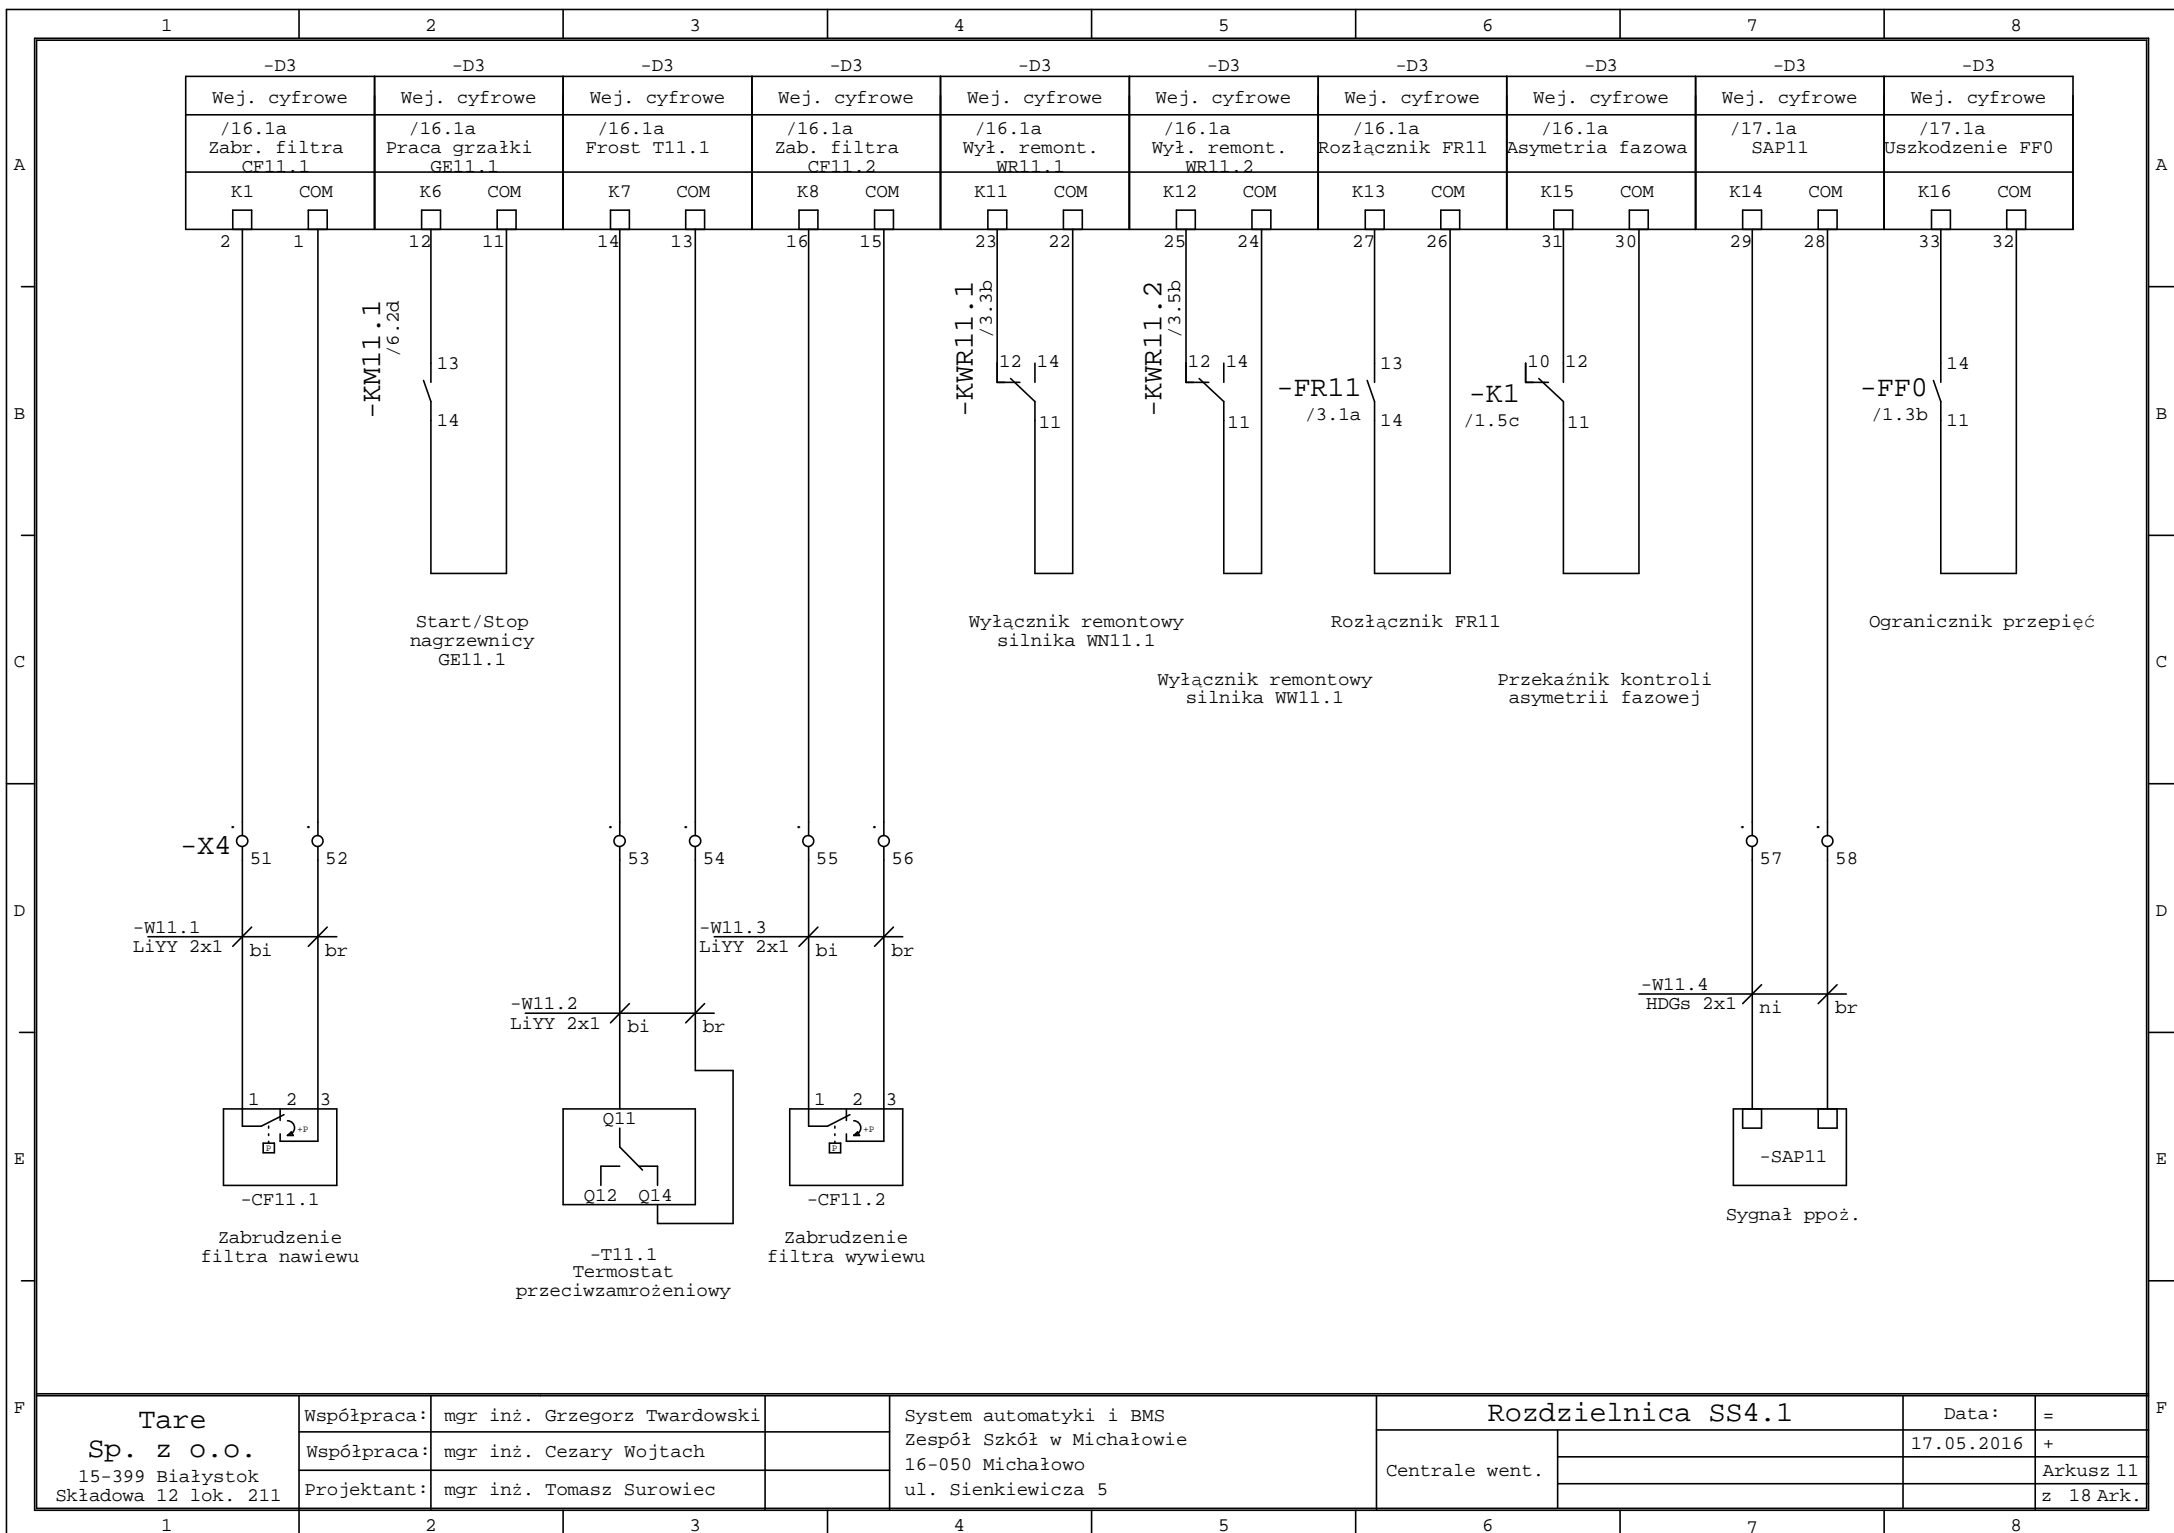 1 2 3 4 5 6 7 8
-D3 -D3 -D3 -D3 -D3 -D3 -D3 -D3 -D3 -D3
Wej. cyfrowe Wej. cyfrowe Wej. cyfrowe Wej. cyfrowe Wej. cyfrowe Wej. cyfrowe Wej. cyfrowe Wej. cyfrowe Wej. cyfrowe Wej. cyfrowe
/16.1a /16.1a /16.1a /16.1a /16.1a /16.1a /16.1a /16.1a /17.1a /17.1a
Zabr. filtra Praca grzałki Frost T11.1 Zab. filtra Wył. remont. Wył. remont. Rozłącznik FR11 Asymetria fazowa SAP11 Uszkodzenie FF0
A CF11.1 GE11.1 CF11.2 WR11.1 WR11.2 A
K1 COM K6 COM K7 COM K8 COM K11 COM K12 COM K13 COM K15 COM K14 COM K16 COM
2 1 12 11 14 13 16 15 23 22 25 24 27 26 31 30 29 28 33 32
-KM11.1
/6.2d
-KWR11.1
/3.3b
-KWR11.2
/3.5b
13 12 14 12 14 13 10 12 14
-FR11 -K1 -FF0
B 14 11 11 /3.1a 14 /1.5c 11 /1.3b 11 B
Start/Stop
nagrzewnicy
GE11.1
Wyłącznik remontowy
silnika WN11.1
Rozłącznik FR11
Ogranicznik przepięć
C C
Wyłącznik remontowy
silnika WW11.1
Przekaźnik kontroli
asymetrii fazowej
-X4 51 52 53 54 55 56 57 58
D D
-W11.1
LiYY 2x1 bi br
-W11.3
LiYY 2x1 bi br
-W11.4
HDGs 2x1 ni br
-W11.2
LiYY 2x1 bi br
1 2 3
+P
P
-CF11.1
Zabrudzenie
filtra nawiewu
Q11
Q12 Q14
-T11.1
Termostat
przeciwzamrożeniowy
1 2 3
+P
P
-CF11.2
Zabrudzenie
filtra wywiewu
E E
-SAP11
Sygnał ppoż.
F F
Tare
Sp. z o.o.
15-399 Białystok
Składowa 12 lok. 211
Współpraca: mgr inż. Grzegorz Twardowski
Współpraca: mgr inż. Cezary Wojtach
Projektant: mgr inż. Tomasz Surowiec
System automatyki i BMS
Zespół Szkół w Michałowie
16-050 Michałowo
ul. Sienkiewicza 5
Rozdzielnica SS4.1
Centrale went.
Data: =
17.05.2016 +
Arkusz 11
z 18 Ark.
1 2 3 4 5 6 7 8